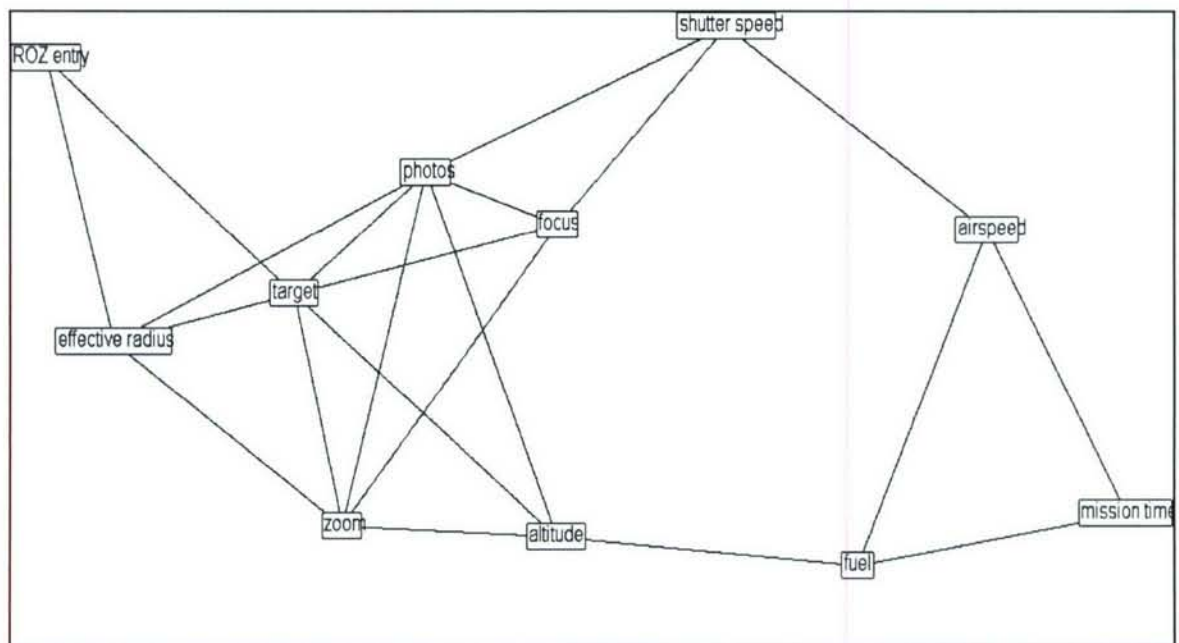 shutter speed
ROZ entry
photos
focus
airspeed
target
effective radius
zoom
altitude
mission time
fuel